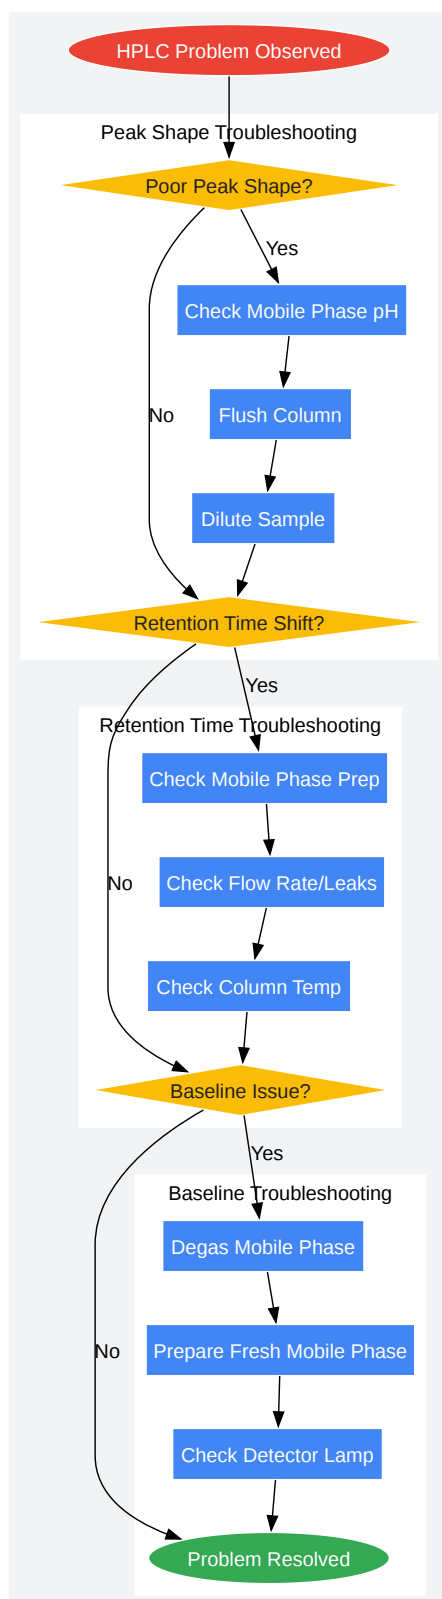 HPLC Problem Observed
Peak Shape Troubleshooting
Poor Peak Shape?
Yes
Check Mobile Phase pH
No
Flush Column
Dilute Sample
Retention Time Shift?
Yes
Retention Time Troubleshooting
Check Mobile Phase Prep
No
Check Flow Rate/Leaks
Check Column Temp
Baseline Issue?
Yes
Baseline Troubleshooting
Degas Mobile Phase
No
Prepare Fresh Mobile Phase
Check Detector Lamp
Problem Resolved